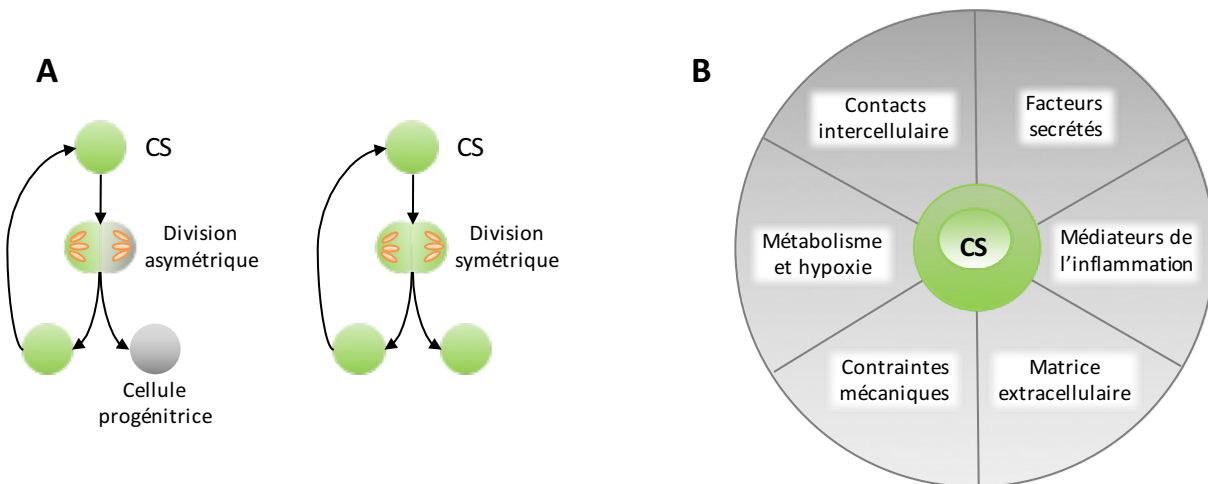 A
CS
Division
asymétrique
Cellule
progénitrice
CS
Division
symétrique
B
Contacts
intercellulaire
Facteurs
secrétés
Métabolisme
et hypoxie
CS
Médiateurs de
l'inflammation
Contraintes
mécaniques
Matrice
extracellulaire